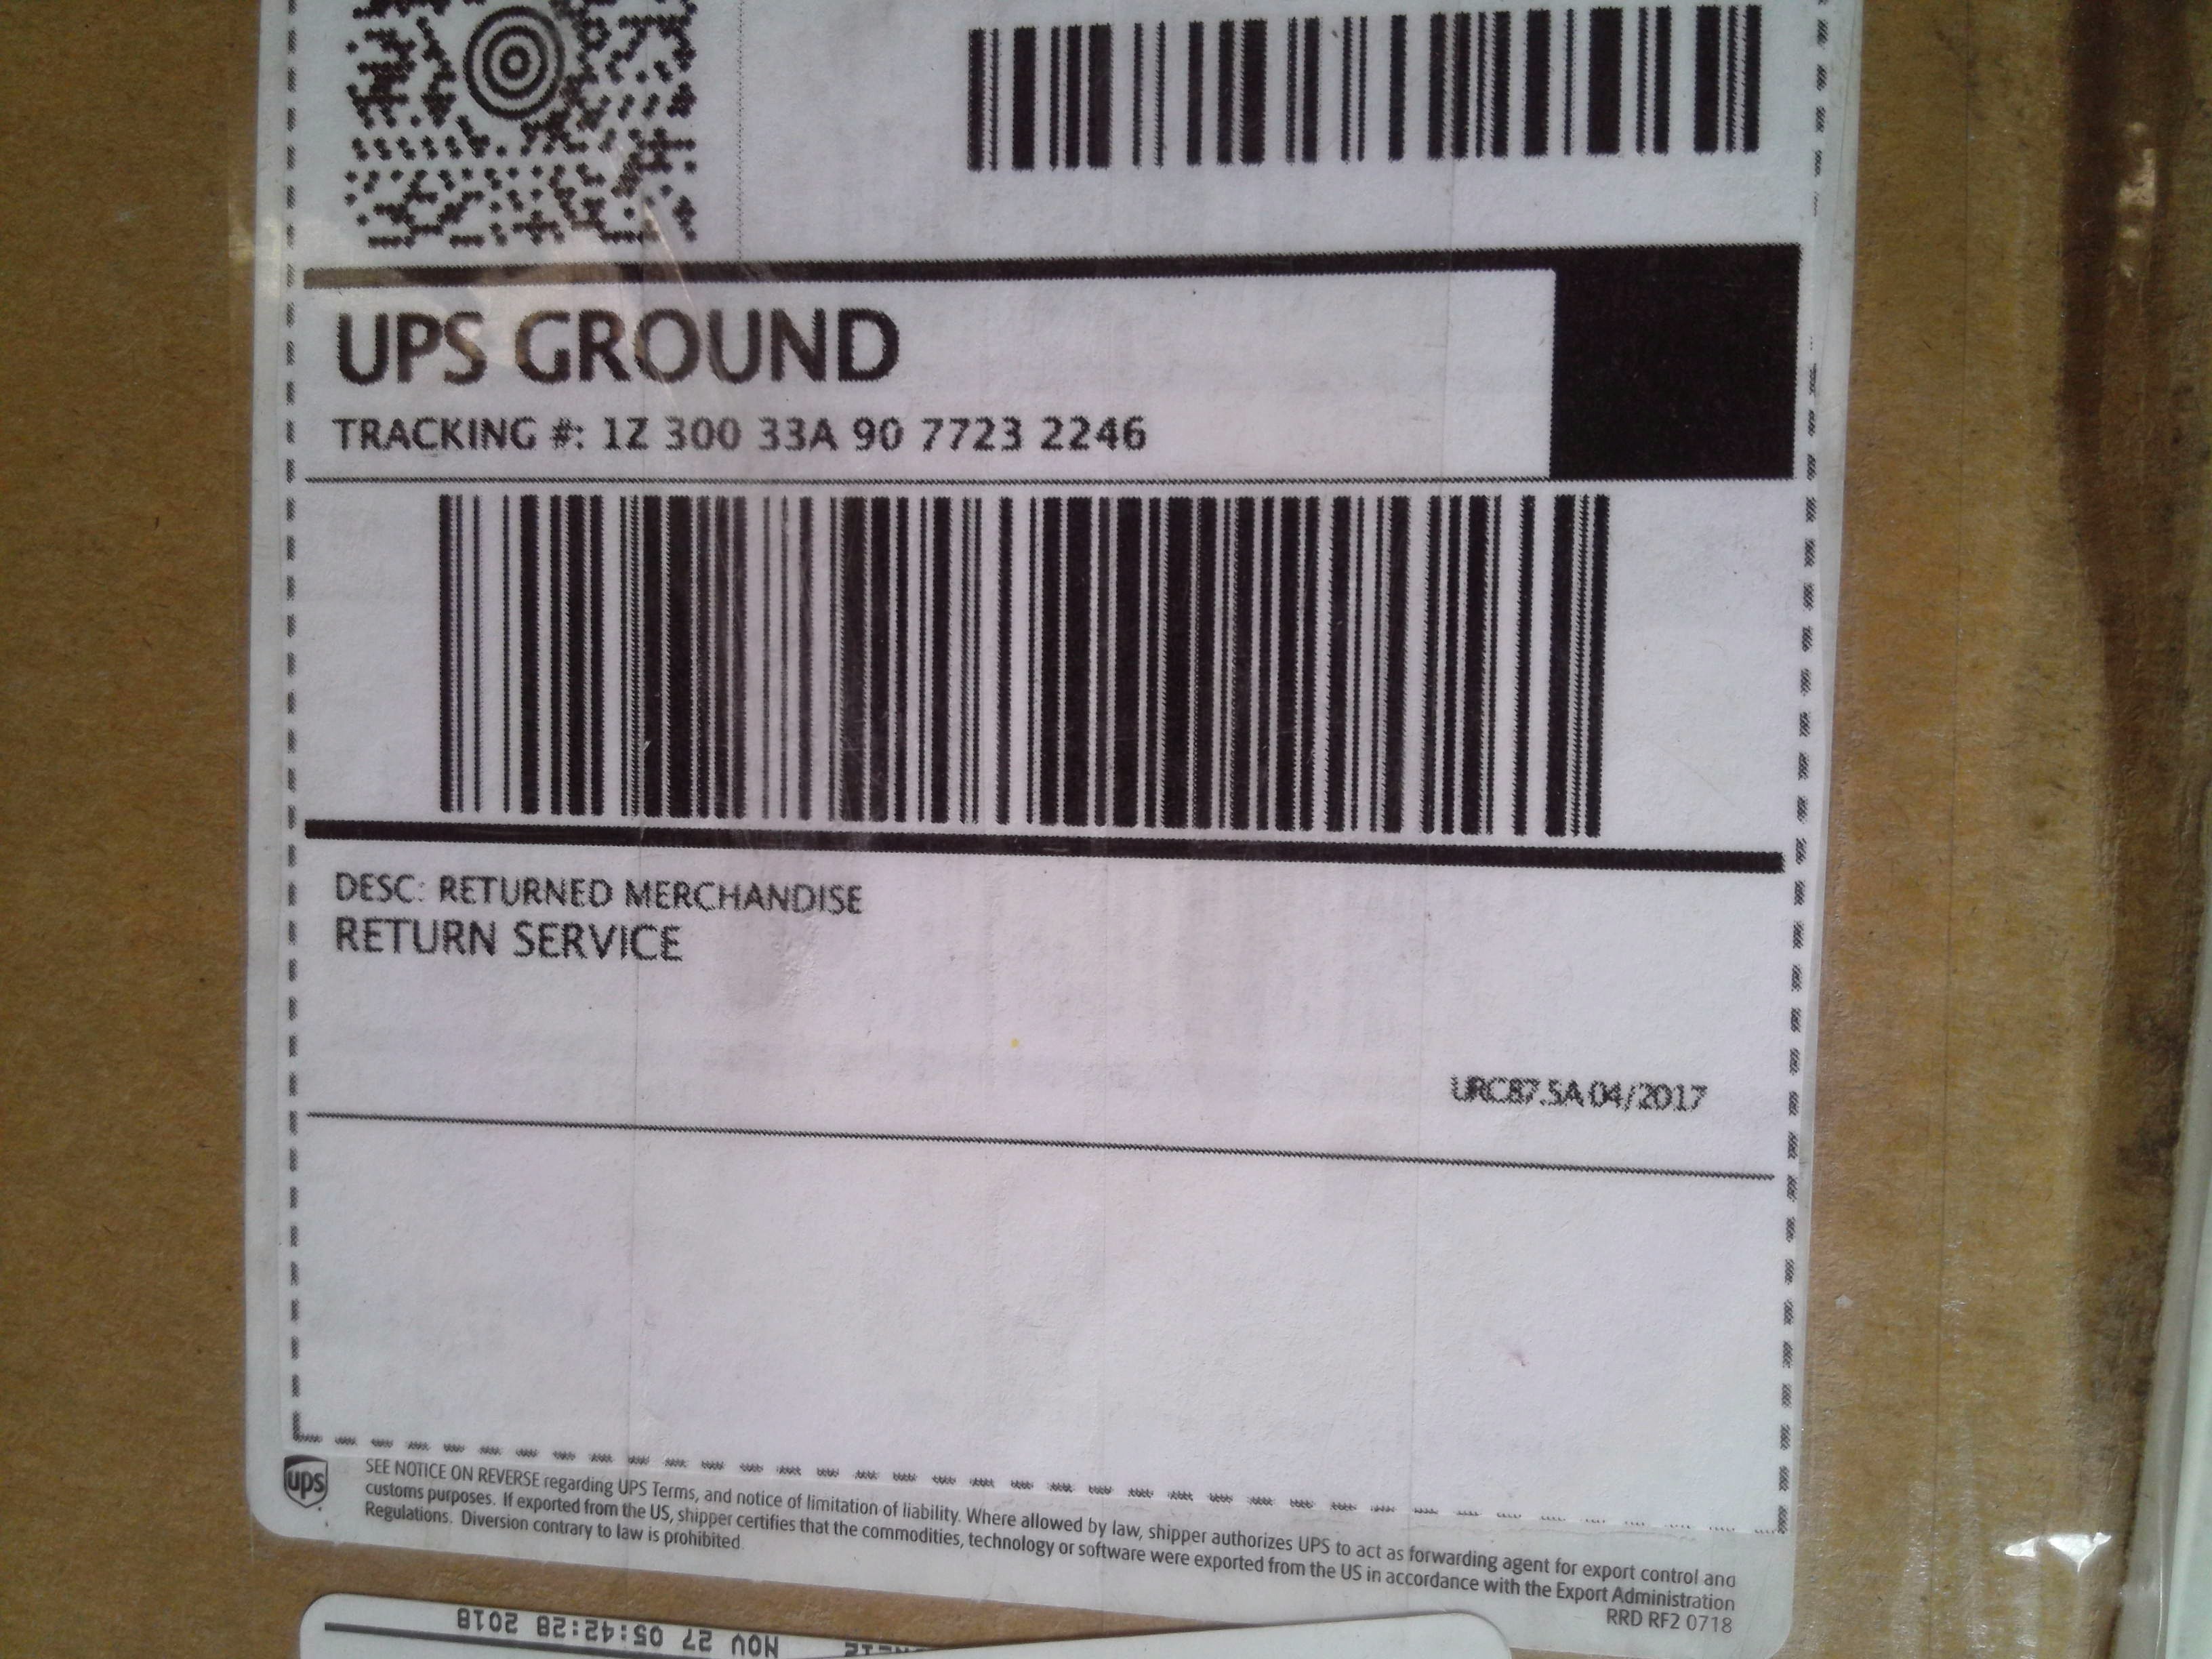 UPS GROUND
TRACKING #: 1Z 300 33A 90 7723 2246
DESC: RETURNED MERCHANDISE
RETURN SERVICE
URC87.5A 04/2017
ups
SEE NOTICE ON REVERSE regarding UPS Terms, and notice of limitation of liability. Where allowed by law, shipper authorizes UPS to act as forwarding agent for export control and
customs purposes. If exported from the US, shipper certifies that the commodities, technology or software were exported from the US in accordance with the Export Administration
Regulations. Diversion contrary to law is prohibited.
RRD RF2 0718
NOV 27 05:42:28 2018